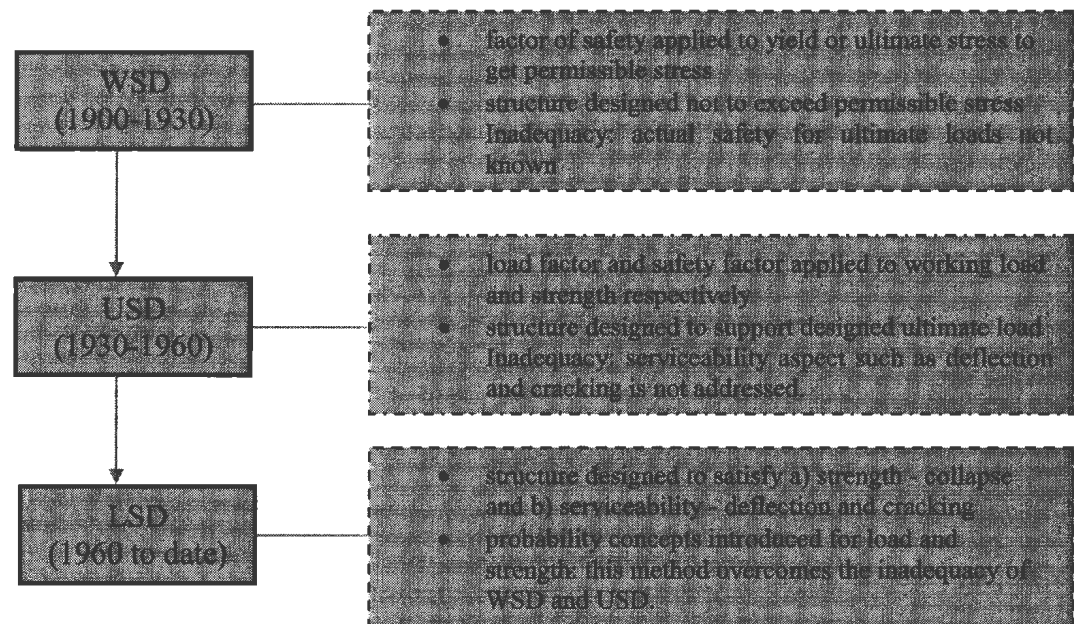 WSD
(1900-1930)
• factor of safety applied to yield or ultimate stress to
get permissible stress
• structure designed not to exceed permissible stress
Inadequacy: actual safety for ultimate loads not
known
USD
(1930-1960)
• load factor and safety factor applied to working load
and strength respectively
• structure designed to support designed ultimate load
Inadequacy: serviceability aspect such as deflection
and cracking is not addressed.
LSD
(1960 to date)
• structure designed to satisfy a) strength - collapse
and b) serviceability - deflection and cracking
• probability concepts introduced for load and
strength: this method overcomes the inadequacy of
WSD and USD.